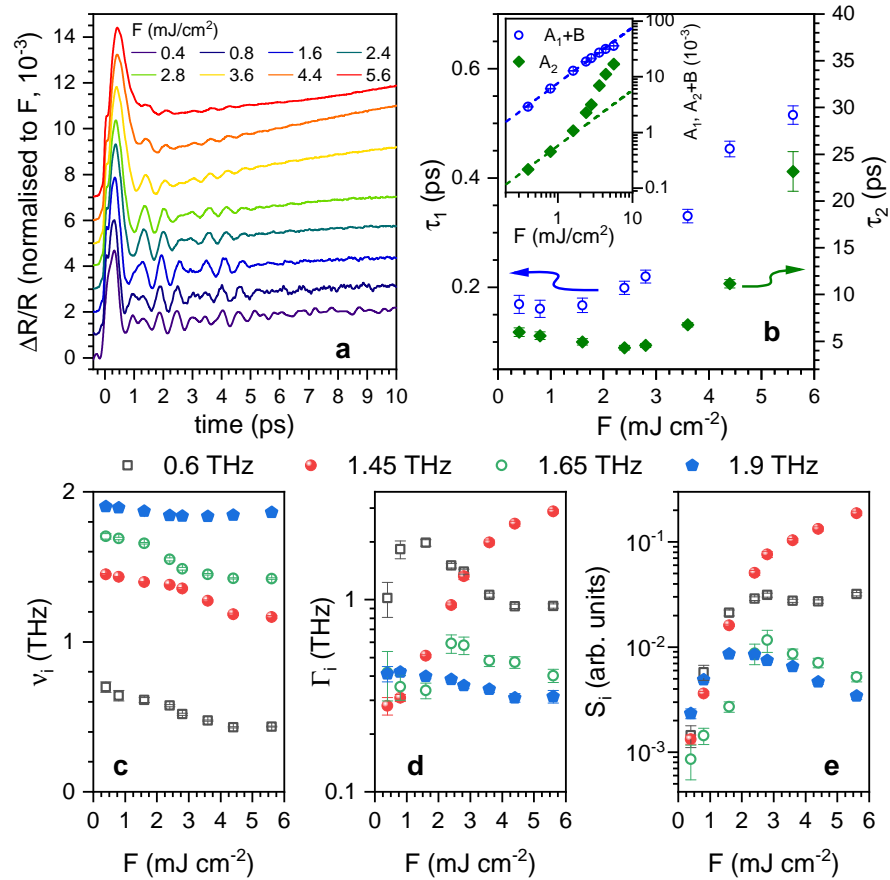 F (mJ/cm²)
0.4 0.8 1.6 2.4
2.8 3.6 4.4 5.6
14
12
10
8
6
4
2
0
ΔR/R (normalised to F, 10⁻³)
0 1 2 3 4 5 6 7 8 9 10
time (ps)
a
0.6
0.4
0.2
τ₁ (ps)
A₁+B
A₂
100
10
1
0.1
A₁, A₂+B (10⁻³)
1 10
F (mJ/cm²)
40
35
30
25
20
15
10
5
τ₂ (ps)
0 1 2 3 4 5 6
F (mJ cm⁻²)
b
0.6 THz 1.45 THz 1.65 THz 1.9 THz
2
1
0
νᵢ (THz)
0 1 2 3 4 5 6
F (mJ cm⁻²)
c
1
0.1
Γᵢ (THz)
0 1 2 3 4 5 6
F (mJ cm⁻²)
d
10⁻¹
10⁻²
10⁻³
Sᵢ (arb. units)
0 1 2 3 4 5 6
F (mJ cm⁻²)
e